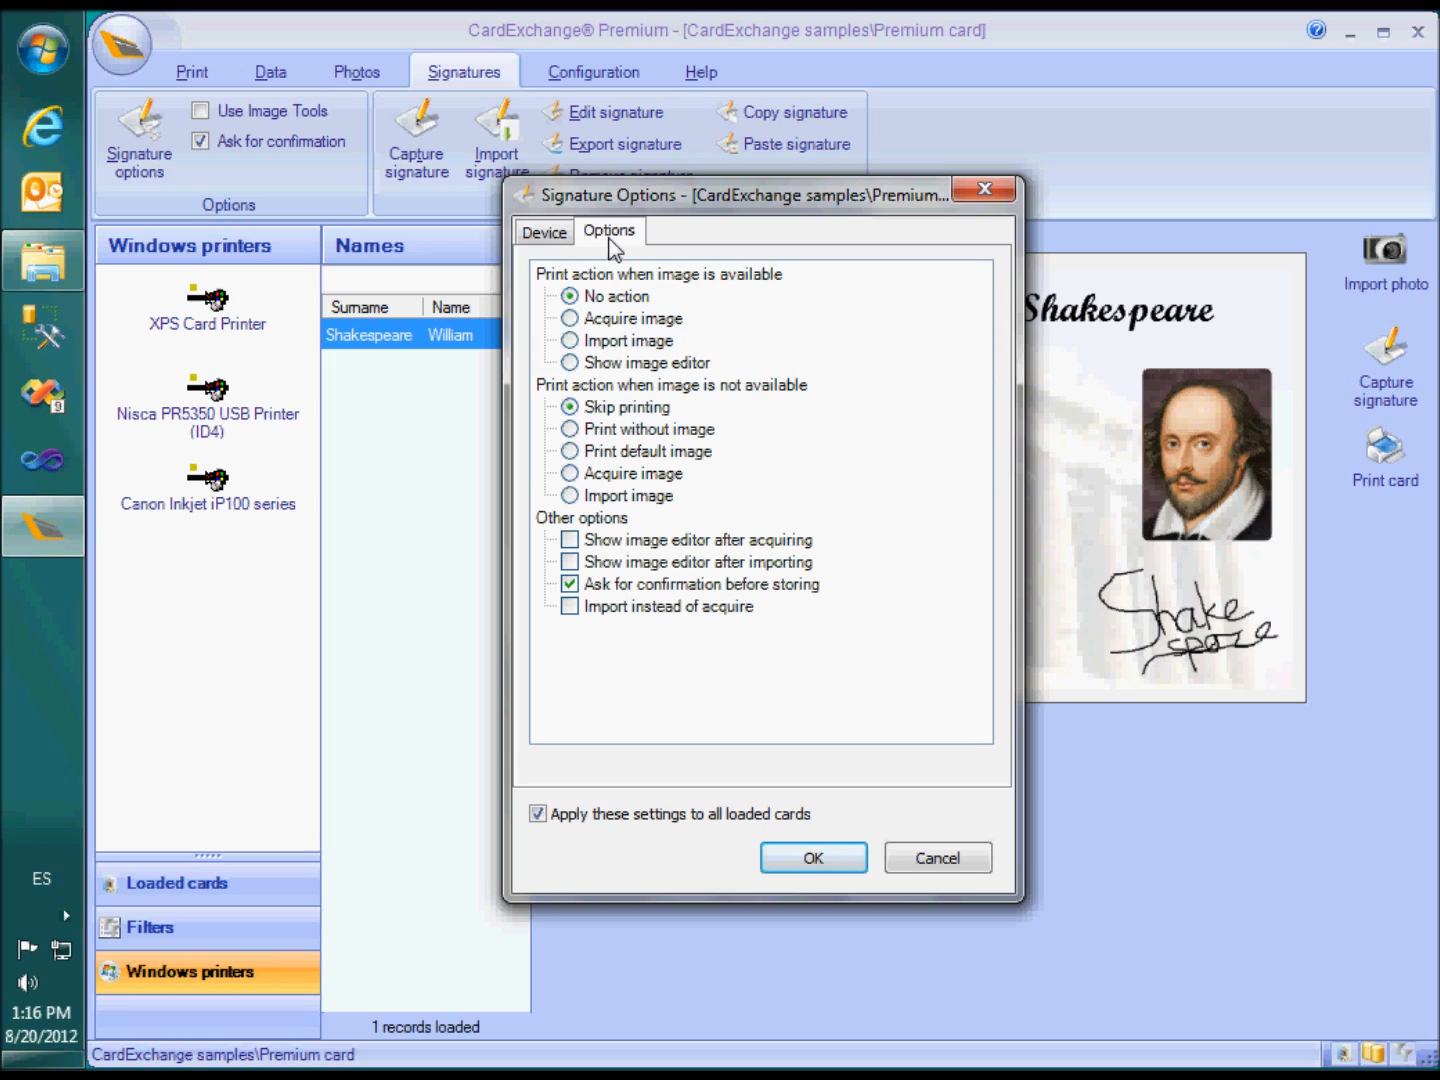 CardExchange® Premium - [CardExchange samples\Premium card]
Print
Data
Photos
Signatures
Configuration
Help
Signature
options
Use Image Tools
Ask for confirmation
Options
Capture
signature
Import
signature
Edit signature
Export signature
Copy signature
Paste signature
Windows printers
XPS Card Printer
Nisca PR5350 USB Printer
(ID4)
Canon Inkjet iP100 series
Loaded cards
Filters
Windows printers
Names
Surname Name
Shakespeare William
1 records loaded
Signature Options - [CardExchange samples\Premium...
Device
Options
Print action when image is available
No action
Acquire image
Import image
Show image editor
Print action when image is not available
Skip printing
Print without image
Print default image
Acquire image
Import image
Other options
Show image editor after acquiring
Show image editor after importing
Ask for confirmation before storing
Import instead of acquire
Apply these settings to all loaded cards
OK
Cancel
Shakespeare
Shake
speare
Import photo
Capture
signature
Print card
ES
9
1:16 PM
8/20/2012
CardExchange samples\Premium card